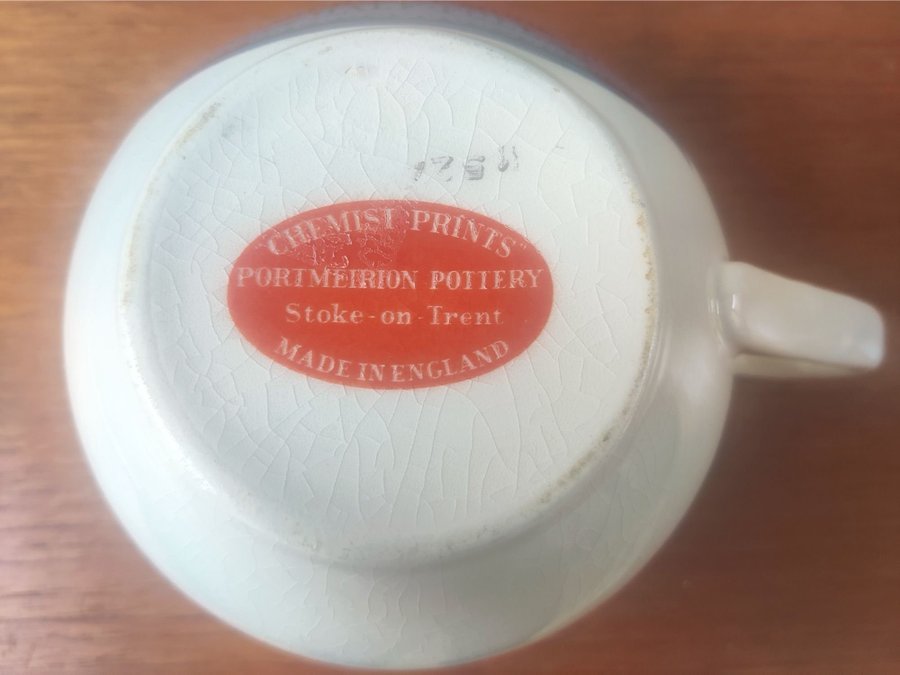 "CHEMIST PRINTS"
PORTMEIRION POTTERY
Stoke-on-Trent
MADE IN ENGLAND